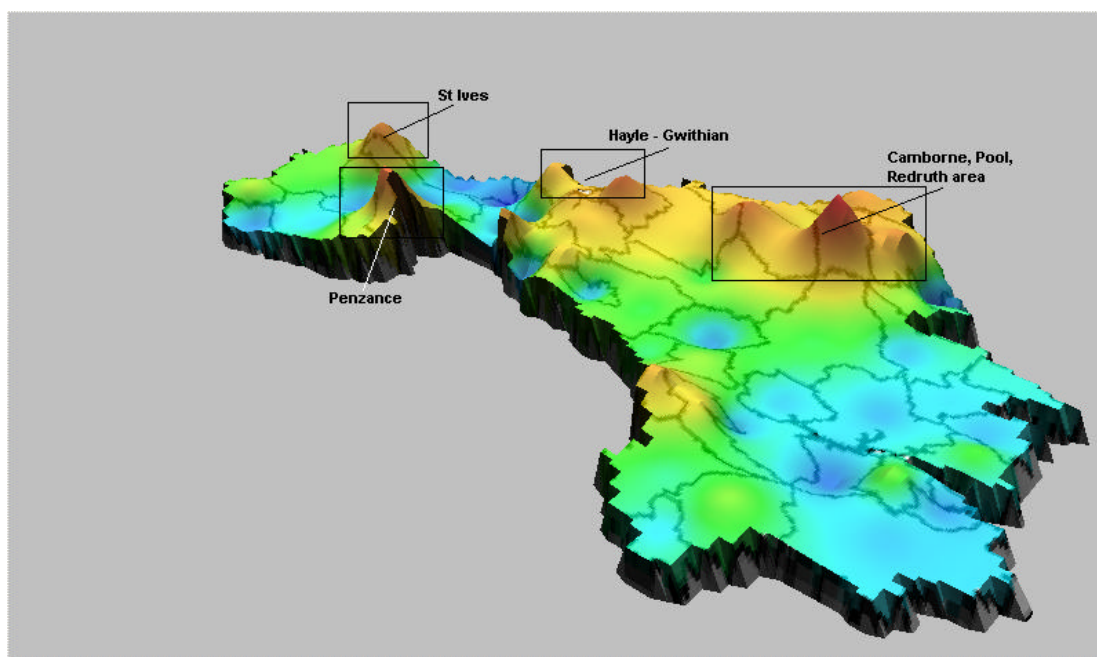 St Ives
Hayle - Gwithian
Camborne, Pool,
Redruth area
Penzance